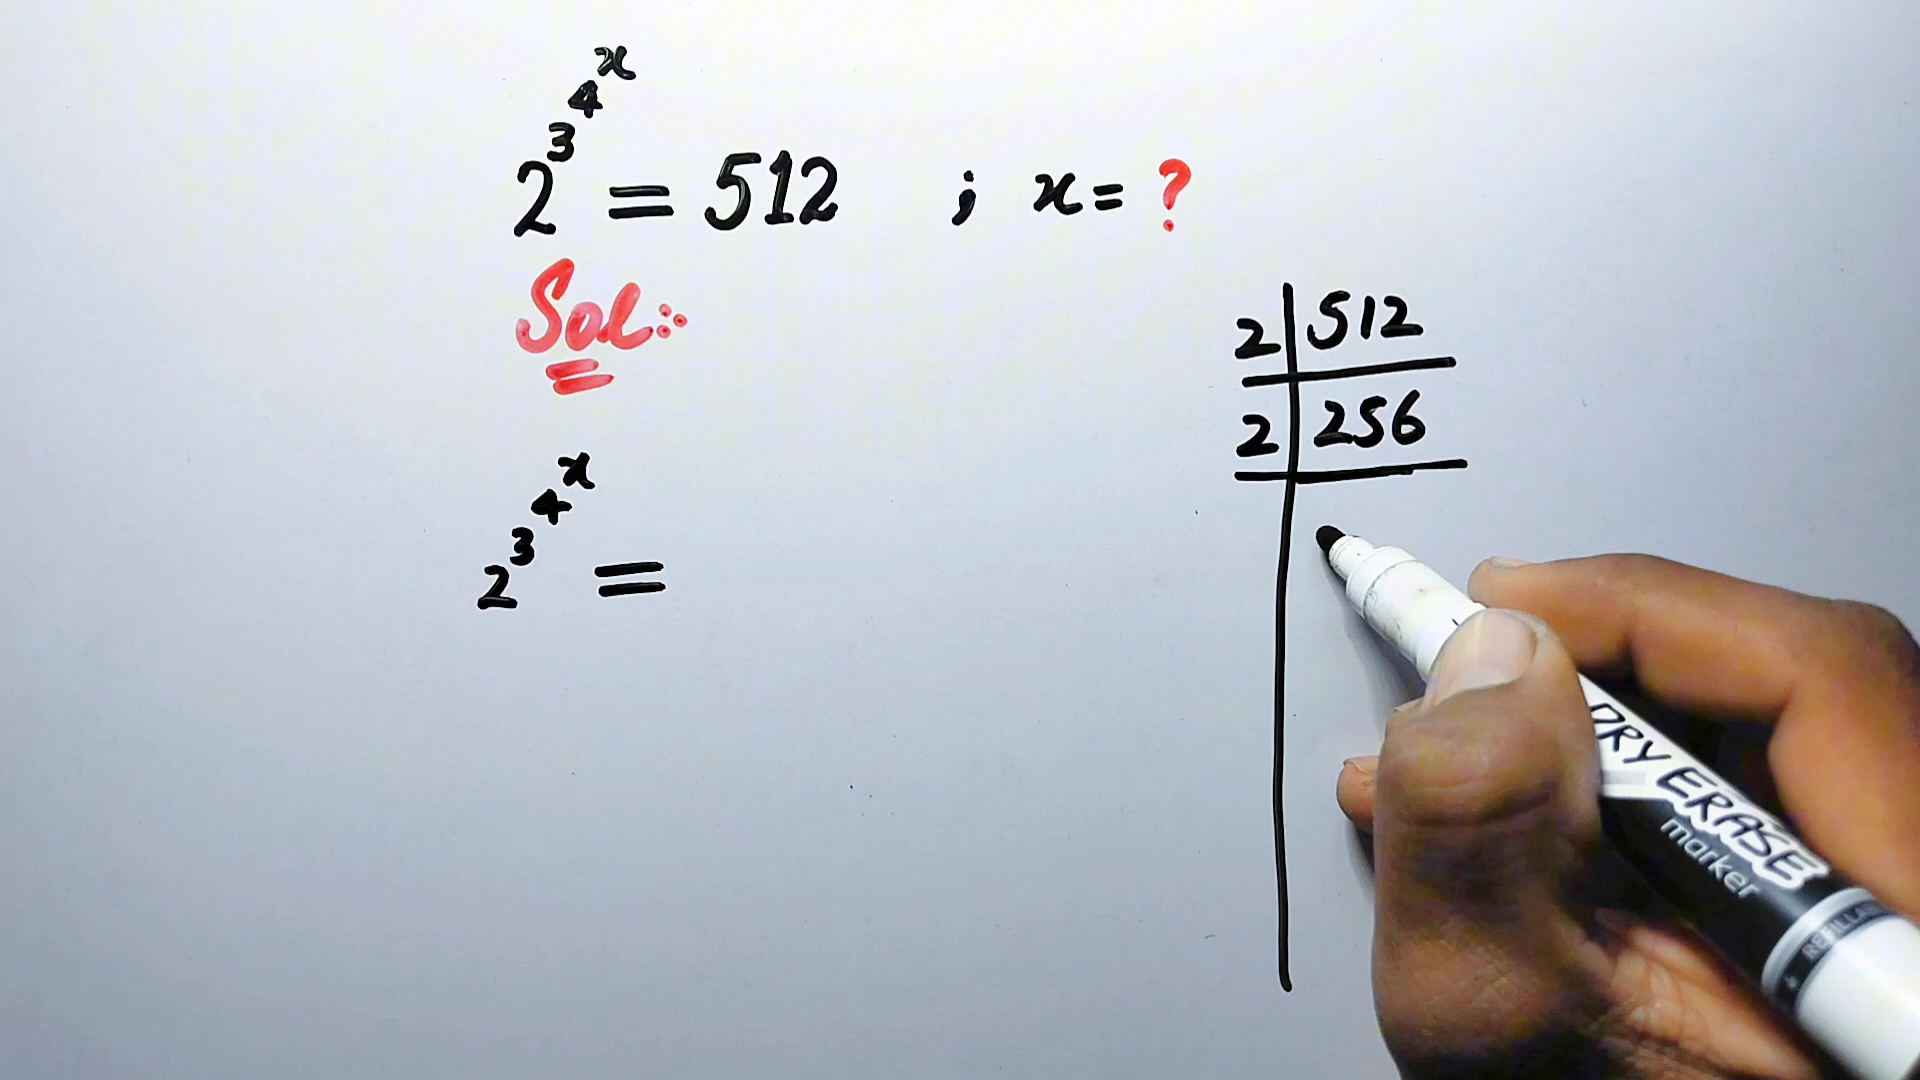 2^3^4^x = 512 ; x = ?
Sol:
2 | 512
2 | 256
2^3^4^x =
DRY ERASE
marker